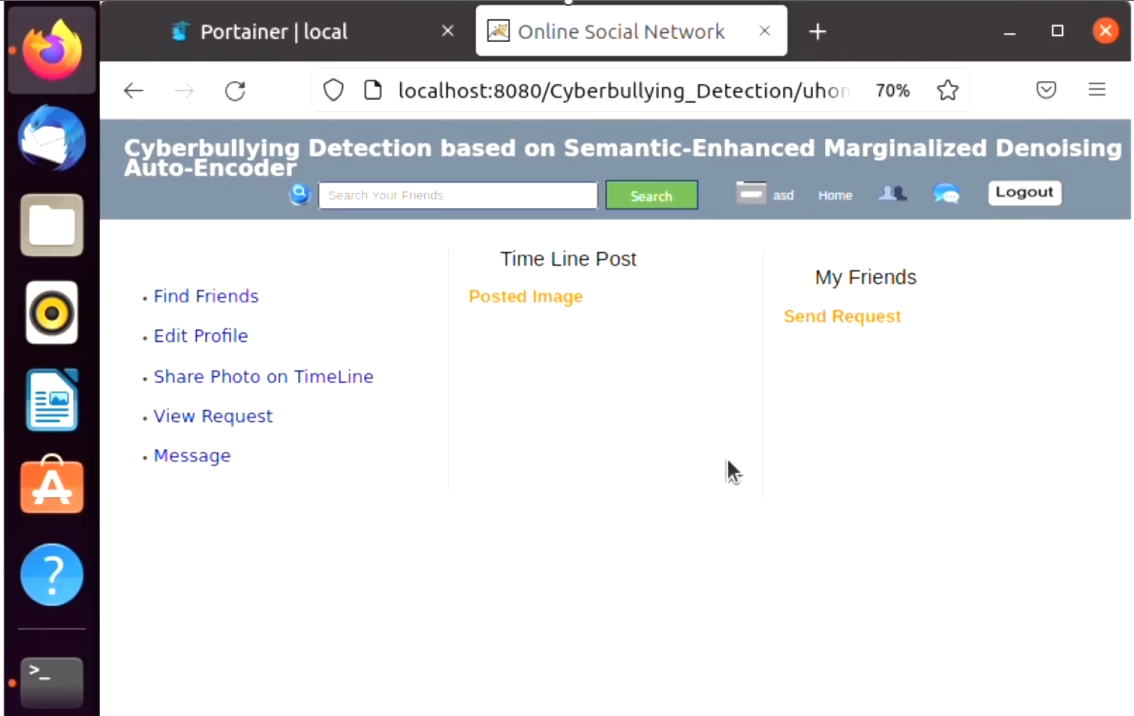 Portainer | local
Online Social Network
localhost:8080/Cyberbullying_Detection/uhon
70%
Cyberbullying Detection based on Semantic-Enhanced Marginalized Denoising
Auto-Encoder
Search Your Friends
Search
asd
Home
Logout
Find Friends
Edit Profile
Share Photo on TimeLine
View Request
Message
Time Line Post
Posted Image
My Friends
Send Request